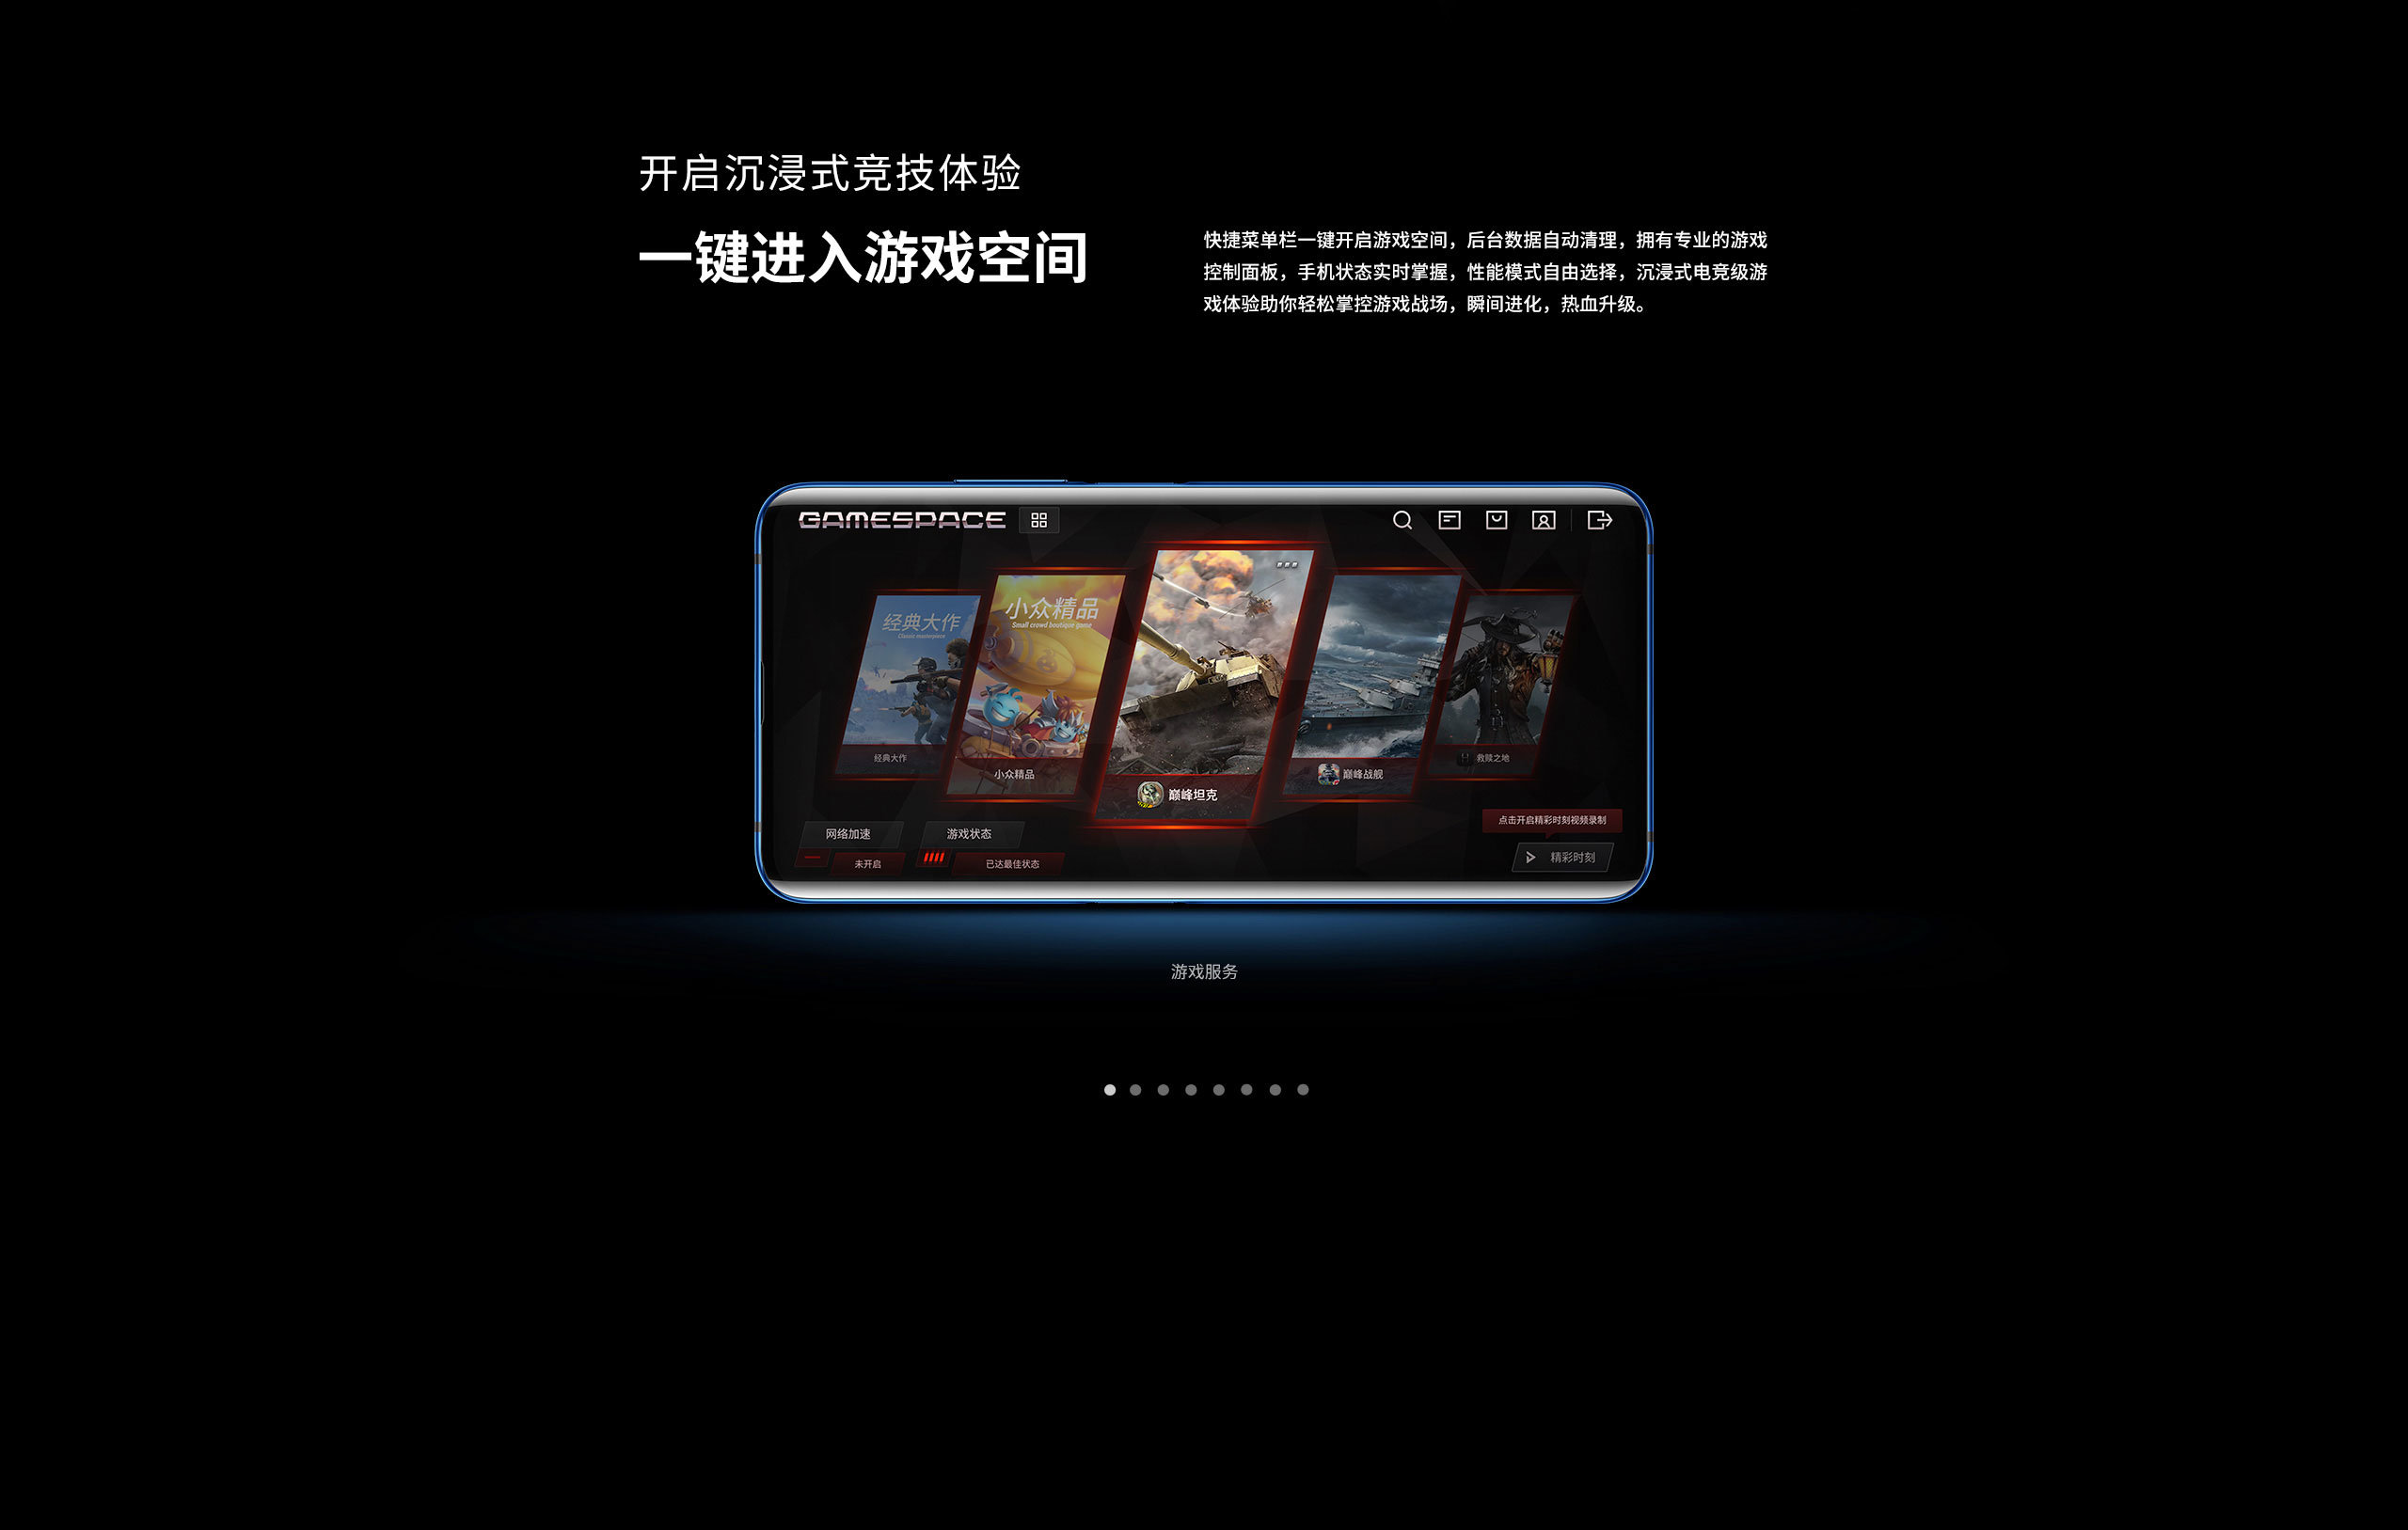 开启沉浸式竞技体验
一键进入游戏空间
快捷菜单栏一键开启游戏空间，后台数据自动清理，拥有专业的游戏
控制面板，手机状态实时掌握，性能模式自由选择，沉浸式电竞级游
戏体验助你轻松掌控游戏战场，瞬间进化，热血升级。
GAMESPACE
经典大作
Classic masterpiece
小众精品
Small crowd boutique game
经典大作
小众精品
巅峰坦克
巅峰战舰
救赎之地
网络加速
未开启
游戏状态
已达最佳状态
点击开启精彩时刻视频录制
精彩时刻
游戏服务